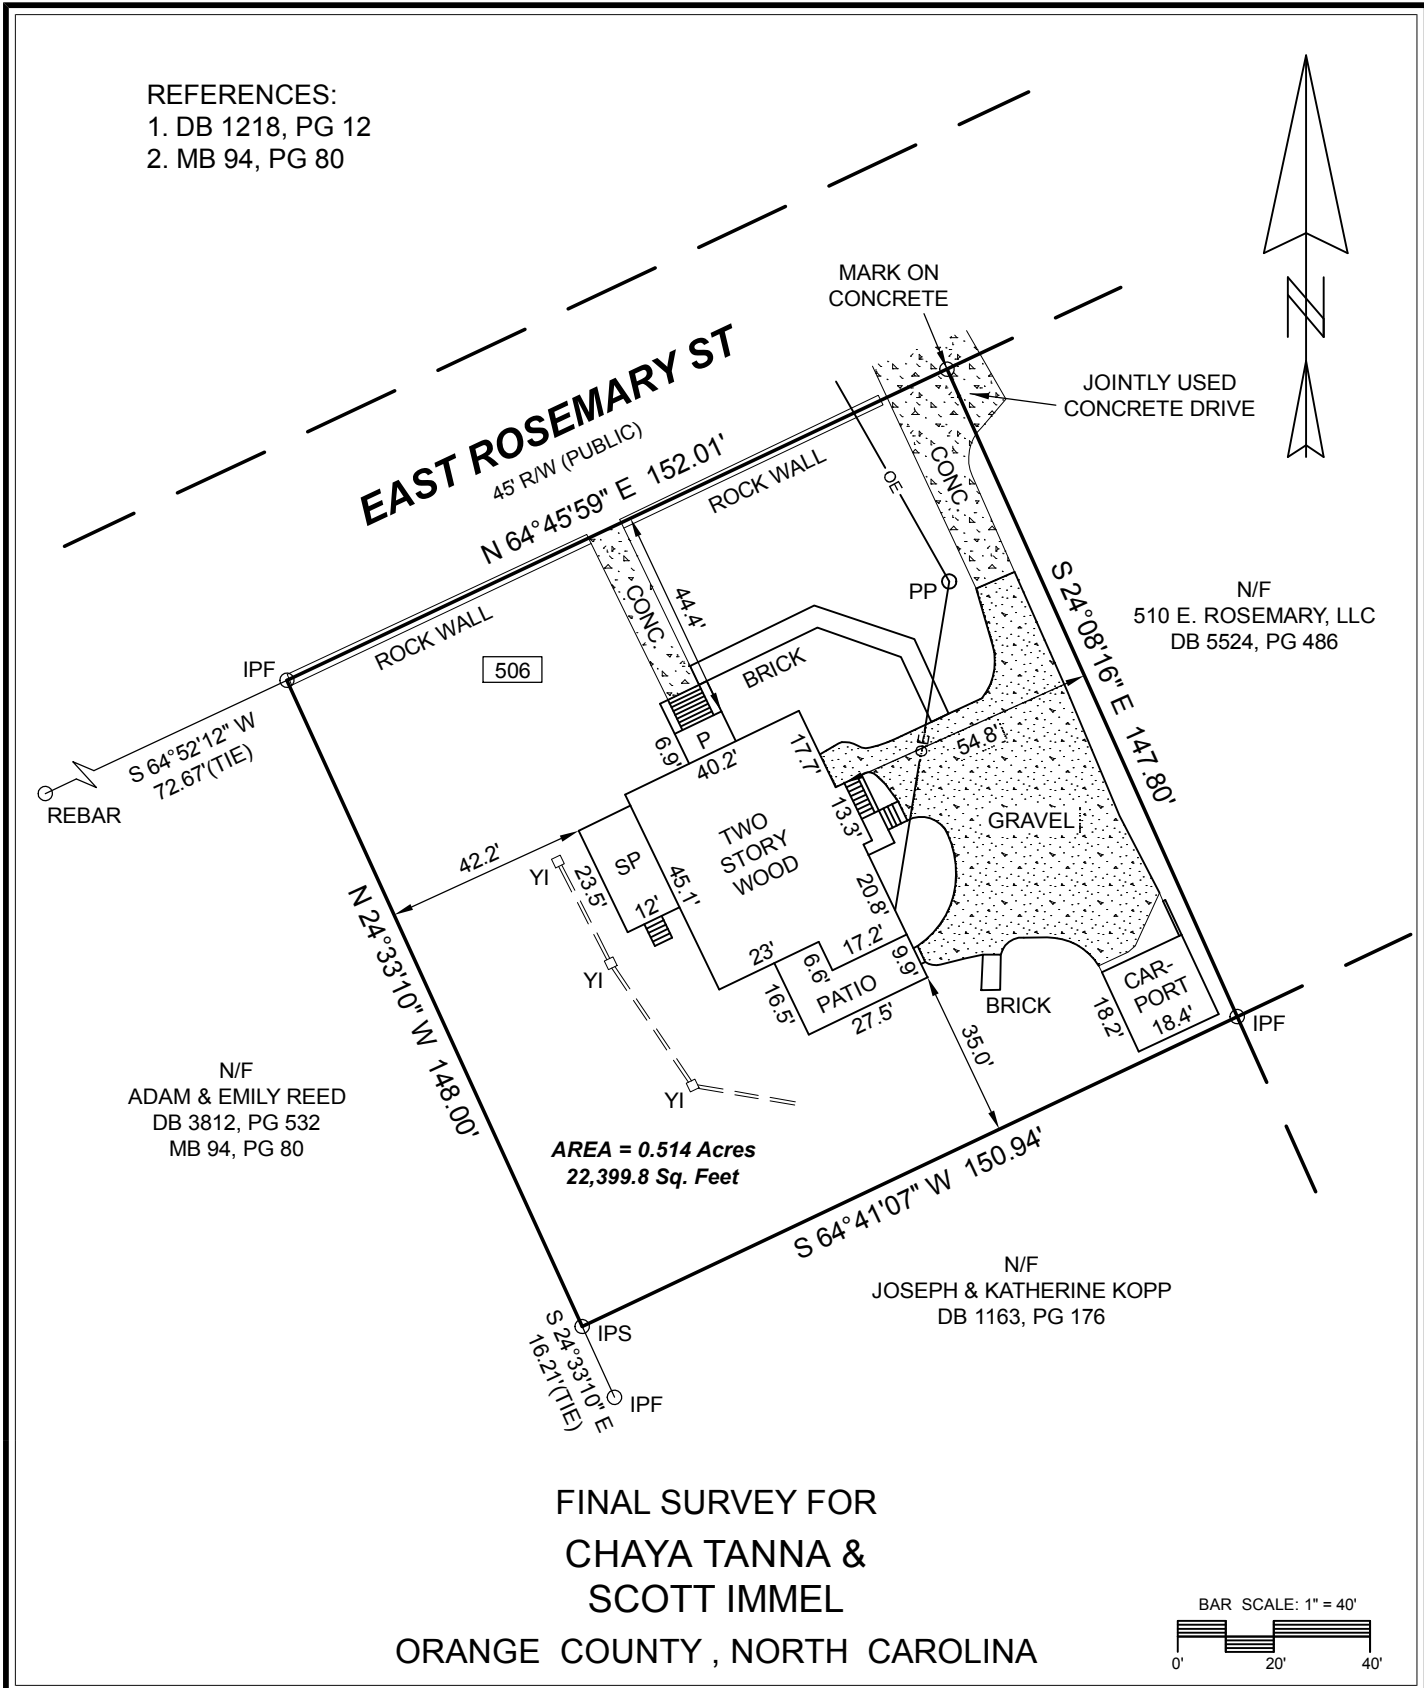 REFERENCES:
1. DB 1218, PG 12
2. MB 94, PG 80
N
MARK ON
CONCRETE
JOINTLY USED
CONCRETE DRIVE
EAST ROSEMARY ST
45' R/W (PUBLIC)
N 64°45'59" E 152.01'
ROCK WALL
ROCK WALL
CONC.
CONC.
44.4'
OE
PP
S 24°08'16" E 147.80'
N/F
510 E. ROSEMARY, LLC
DB 5524, PG 486
IPF
506
BRICK
S 64°52'12" W
72.67'(TIE)
REBAR
6.9'
P
40.2'
17.7'
OE
54.8'
13.3'
GRAVEL
TWO
STORY
WOOD
42.2'
YI
23.5'
SP
12'
45.1'
20.8'
N 24°33'10" W 148.00'
YI
23'
6.6'
17.2'
9.9'
16.5'
PATIO
27.5'
BRICK
CAR-
PORT
18.2'
18.4'
IPF
35.0'
YI
N/F
ADAM & EMILY REED
DB 3812, PG 532
MB 94, PG 80
AREA = 0.514 Acres
22,399.8 Sq. Feet
S 64°41'07" W 150.94'
N/F
JOSEPH & KATHERINE KOPP
DB 1163, PG 176
IPS
S 24°33'10" E
16.21'(TIE)
IPF
FINAL SURVEY FOR
CHAYA TANNA &
SCOTT IMMEL
ORANGE COUNTY , NORTH CAROLINA
BAR SCALE: 1" = 40'
0' 20' 40'